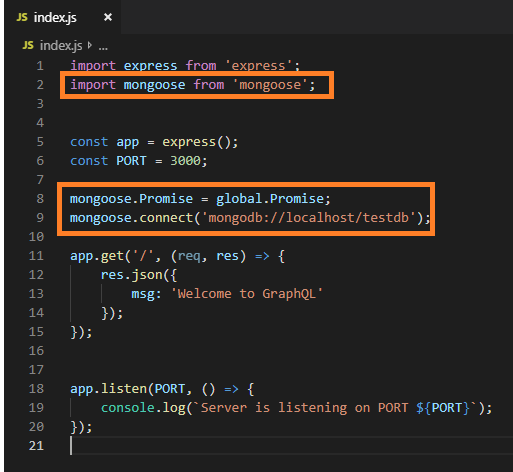 JS index.js ×
JS index.js > ...
1 import express from 'express';
2 import mongoose from 'mongoose';
3
4
5 const app = express();
6 const PORT = 3000;
7
8 mongoose.Promise = global.Promise;
9 mongoose.connect('mongodb://localhost/testdb');
10
11 app.get('/', (req, res) => {
12     res.json({
13         msg: 'Welcome to GraphQL'
14     });
15 });
16
17
18 app.listen(PORT, () => {
19     console.log(`Server is listening on PORT ${PORT}`);
20 });
21